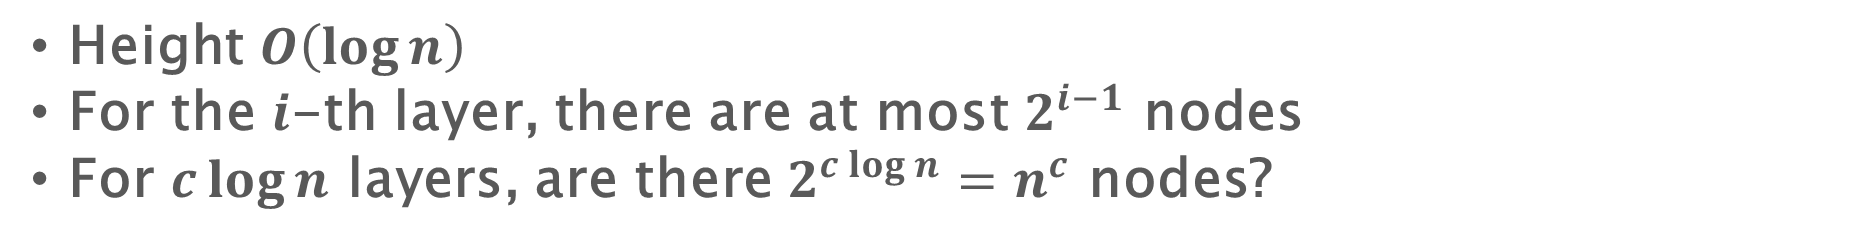 • Height O(log n)
• For the i-th layer, there are at most 2^{i−1} nodes
• For c log n layers, are there 2^{c log n} = n^c nodes?